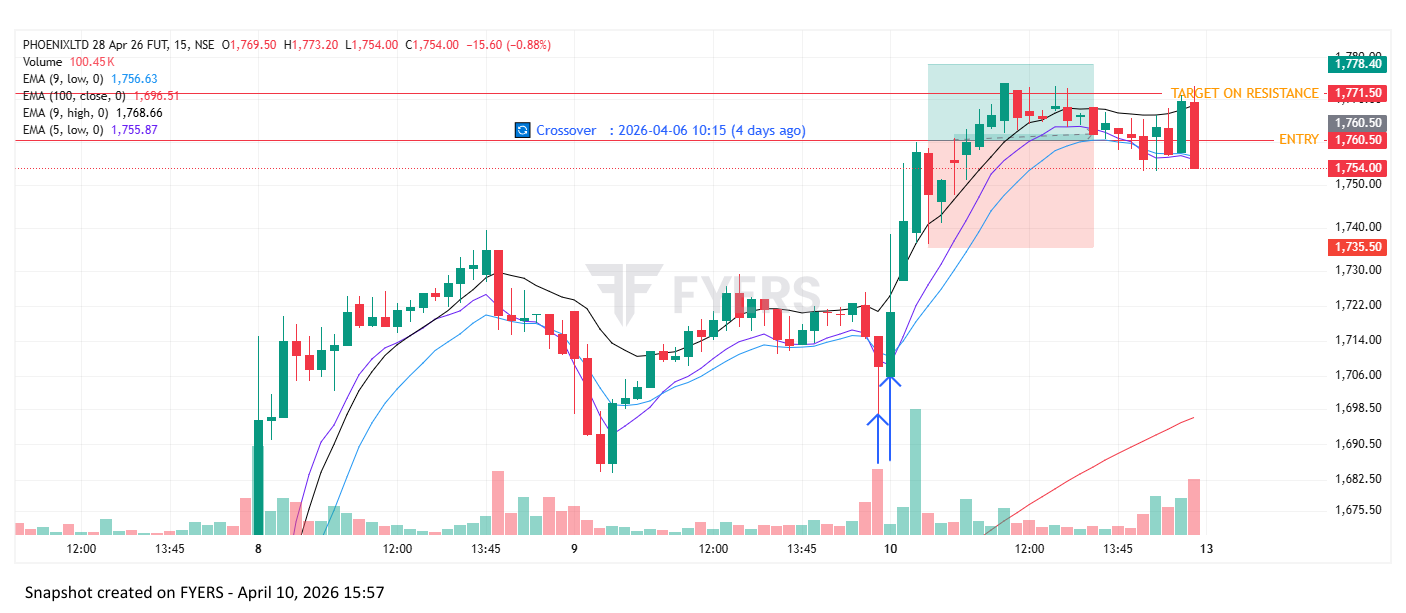 PHOENIXLTD 28 Apr 26 FUT, 15, NSE O1,769.50 H1,773.20 L1,754.00 C1,754.00 −15.60 (−0.88%)
Volume 100.45K
EMA (9, low, 0) 1,756.63
EMA (100, close, 0) 1,696.51
EMA (9, high, 0) 1,768.66
EMA (5, low, 0) 1,755.87
Crossover : 2026-04-06 10:15 (4 days ago)
TARGET ON RESISTANCE
ENTRY
FYERS
1,780.00
1,778.40
1,771.50
1,760.50
1,760.50
1,754.00
1,750.00
1,740.00
1,735.50
1,730.00
1,722.00
1,714.00
1,706.00
1,698.50
1,690.50
1,682.50
1,675.50
12:00 13:45 8 12:00 13:45 9 12:00 13:45 10 12:00 13:45 13
Snapshot created on FYERS - April 10, 2026 15:57